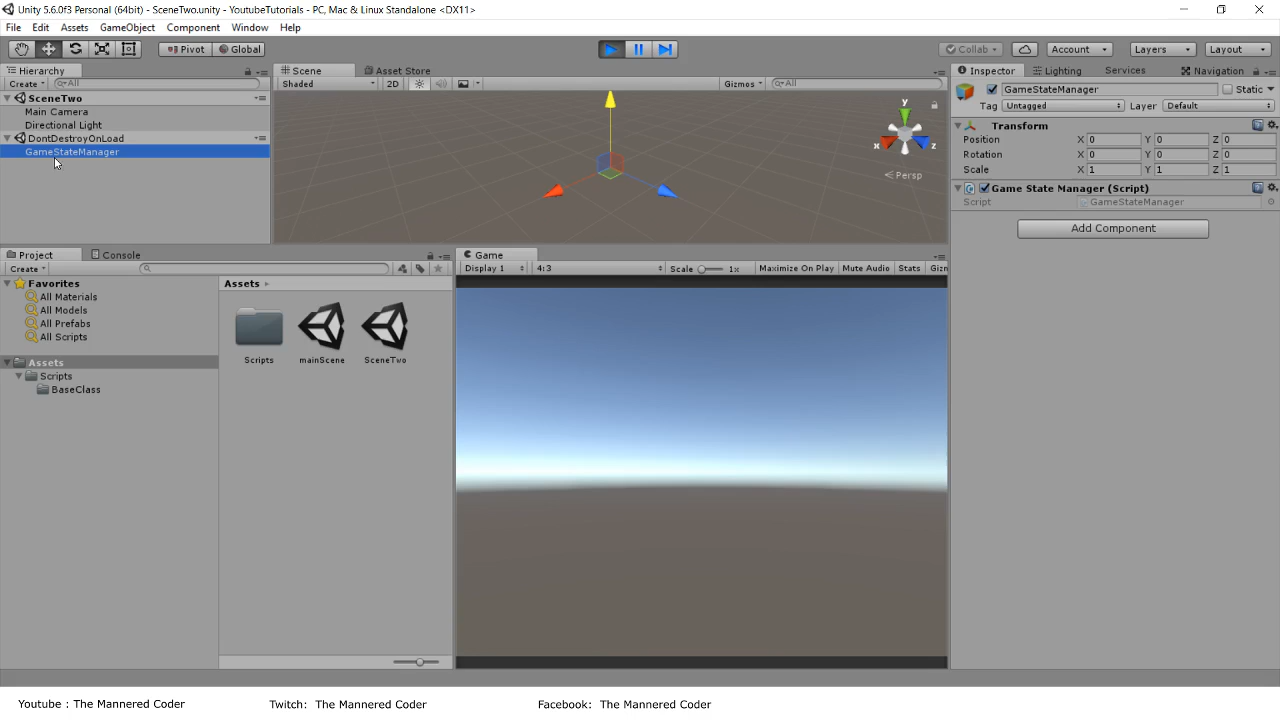 Unity 5.6.0f3 Personal (64bit) - SceneTwo.unity - YoutubeTutorials - PC, Mac & Linux Standalone <DX11>
File Edit Assets GameObject Component Window Help
Pivot Global Collab Account Layers Layout
Hierarchy Scene Asset Store Inspector Lighting Services Navigation
Create All Shaded 2D Gizmos All GameStateManager Static
SceneTwo Tag Untagged Layer Default
Main Camera
Directional Light
DontDestroyOnLoad
GameStateManager
y
x z
Persp
Transform
Position X 0 Y 0 Z 0
Rotation X 0 Y 0 Z 0
Scale X 1 Y 1 Z 1
Game State Manager (Script)
Script GameStateManager
Add Component
Project Console Game
Create Display 1 4:3 Scale 1x Maximize On Play Mute Audio Stats Gizn
Favorites
All Materials
All Models
All Prefabs
All Scripts
Assets
Scripts
BaseClass
Assets
Scripts mainScene SceneTwo
Youtube : The Mannered Coder Twitch: The Mannered Coder Facebook: The Mannered Coder